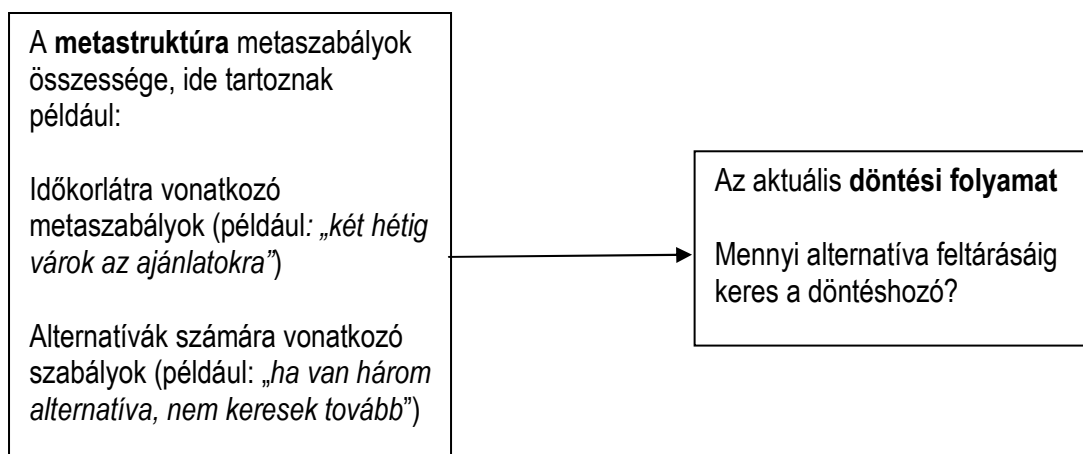 A metastruktúra metaszabályok
összessége, ide tartoznak
például:
Időkorlátra vonatkozó
metaszabályok (például: „két hétig
várok az ajánlatokra”)
Alternatívák számára vonatkozó
szabályok (például: „ha van három
alternatíva, nem keresek tovább”)
Az aktuális döntési folyamat
Mennyi alternatíva feltárásáig
keres a döntéshozó?